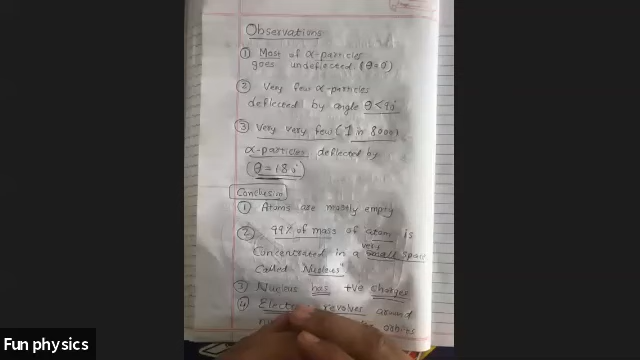 Observations
① Most of α-particles
goes undeflected. (θ=0°)
② Very few α-particles
deflected by angle θ<90°
③ Very very few (1 in 8000)
α-particles deflected by
(θ=180°)
Conclusion
① Atoms are mostly empty
② 99% of mass of atom is
Concentrated in a very small space
Called "Nucleus"
③ Nucleus has +ve charges
④ revolves around
orbits
Fun physics